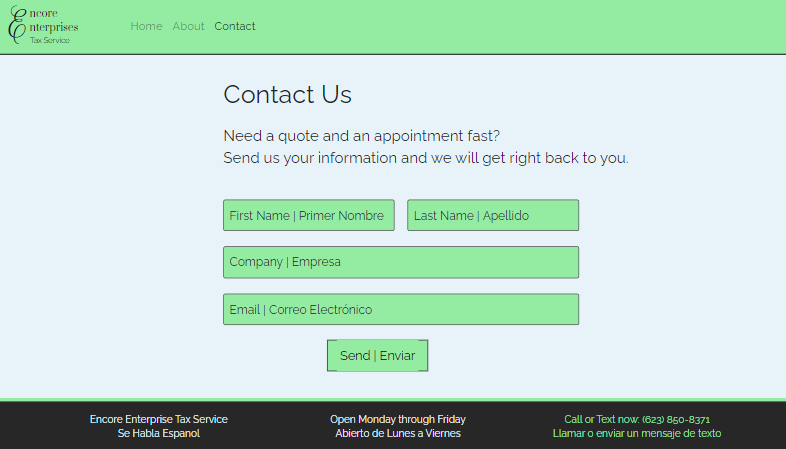 Encore
Enterprises
Tax Service
Home About Contact
Contact Us
Need a quote and an appointment fast?
Send us your information and we will get right back to you.
First Name | Primer Nombre
Last Name | Apellido
Company | Empresa
Email | Correo Electrónico
Send | Enviar
Encore Enterprise Tax Service
Se Habla Espanol
Open Monday through Friday
Abierto de Lunes a Viernes
Call or Text now: (623) 850-8371
Llamar o enviar un mensaje de texto